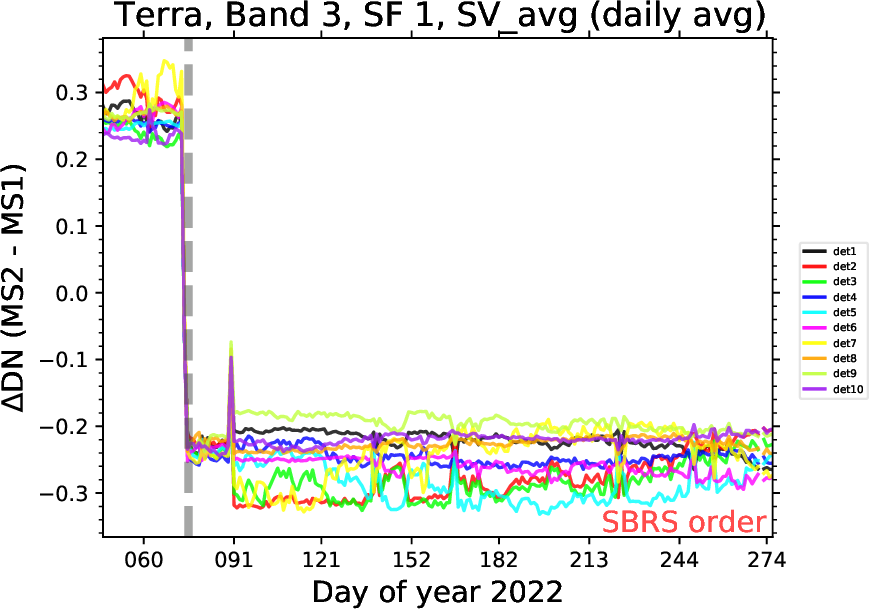 Terra, Band 3, SF 1, SV_avg (daily avg)
ΔDN (MS2 - MS1)
0.3
0.2
0.1
0.0
−0.1
−0.2
−0.3
det1
det2
det3
det4
det5
det6
det7
det8
det9
det10
SBRS order
060 091 121 152 182 213 244 274
Day of year 2022